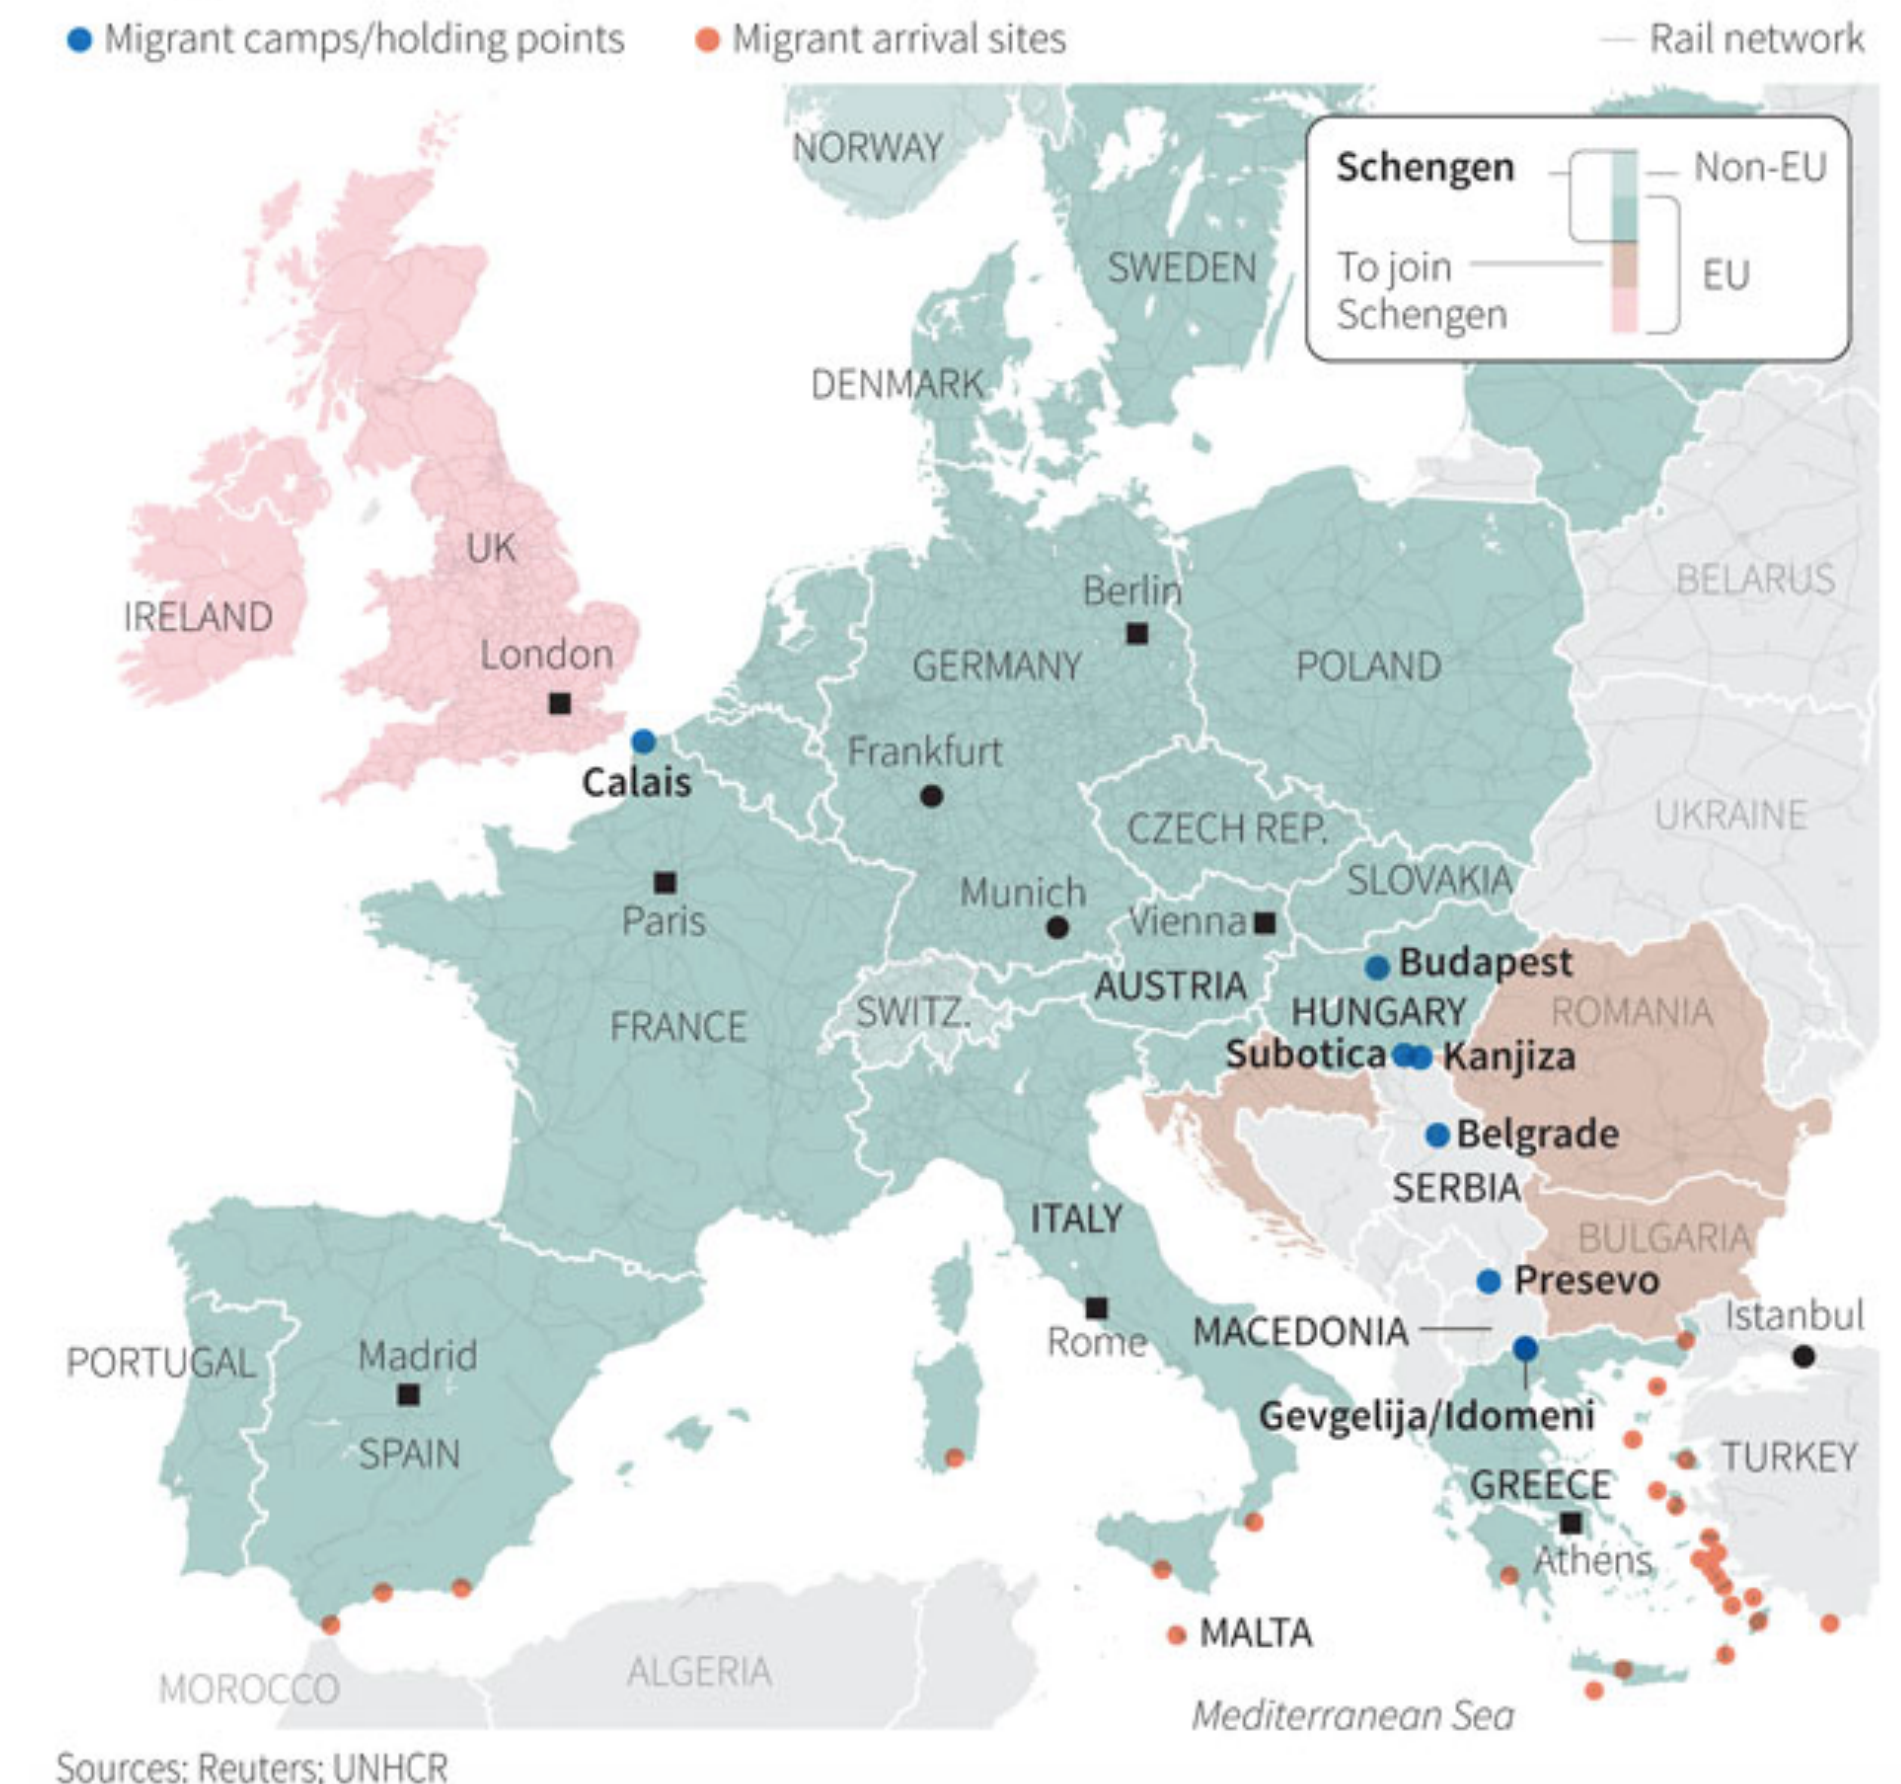 Migrant camps/holding points
Migrant arrival sites
Rail network
NORWAY
Schengen
Non-EU
To join
Schengen
EU
SWEDEN
DENMARK
UK
IRELAND
London
Berlin
GERMANY
POLAND
BELARUS
Calais
Frankfurt
CZECH REP.
UKRAINE
SLOVAKIA
Paris
Munich
Vienna
Budapest
AUSTRIA
SWITZ.
FRANCE
HUNGARY
ROMANIA
Subotica
Kanjiza
Belgrade
SERBIA
ITALY
BULGARIA
Presevo
Istanbul
MACEDONIA
Rome
PORTUGAL
Madrid
SPAIN
Gevgelija/Idomeni
TURKEY
GREECE
Athens
MALTA
MOROCCO
ALGERIA
Mediterranean Sea
Sources: Reuters; UNHCR